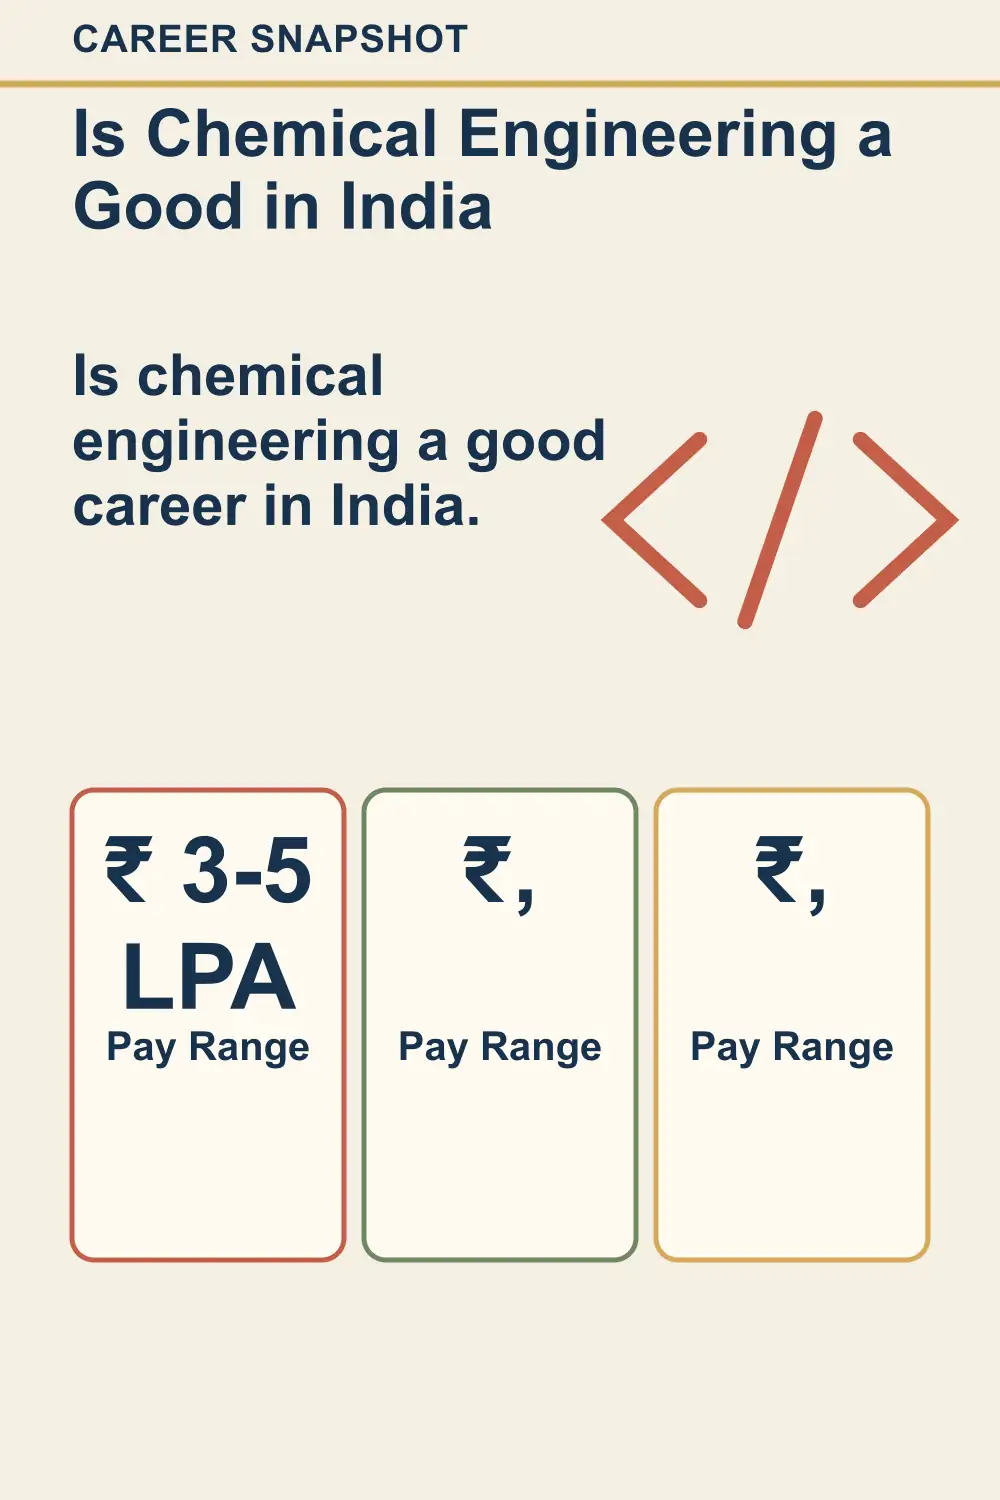 CAREER SNAPSHOT
Is Chemical Engineering a
Good in India
Is chemical
engineering a good
career in India.
</>
₹ 3-5
LPA
Pay Range
₹,
Pay Range
₹,
Pay Range